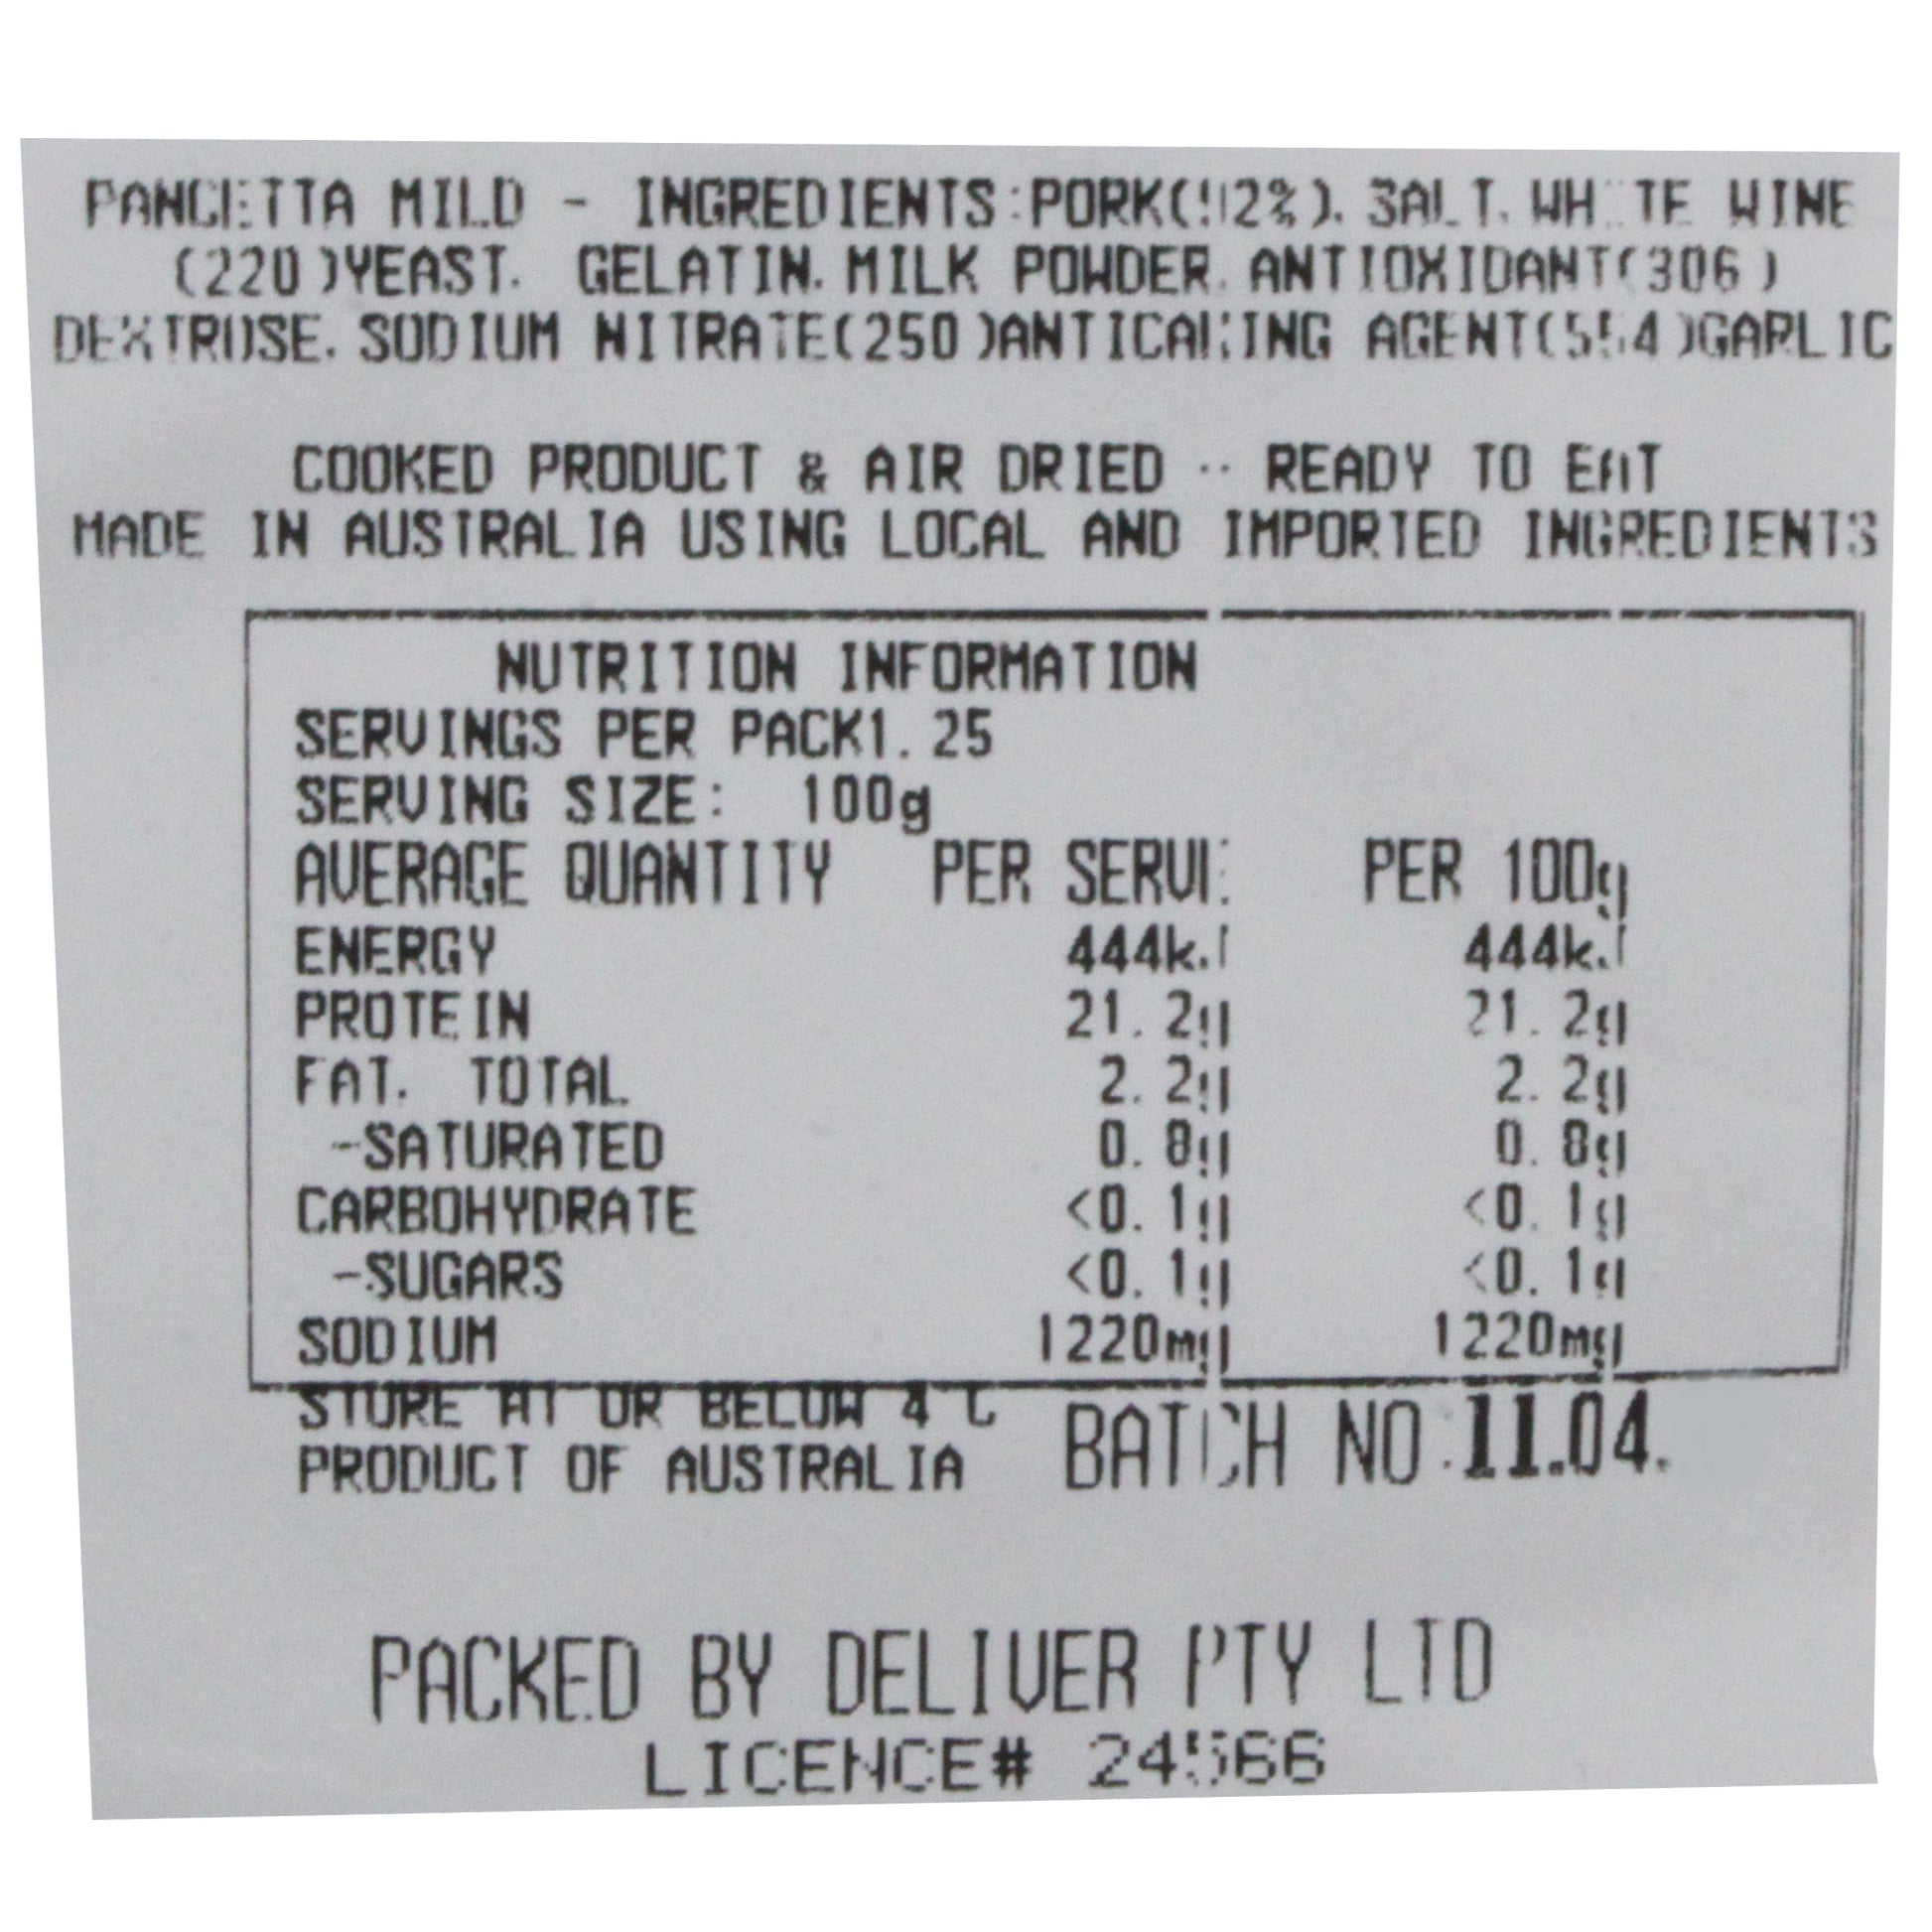 PANCETTA MILD - INGREDIENTS:PORK(92%), SALT, WHITE WINE
(220)YEAST, GELATIN, MILK POWDER, ANTIOXIDANT(306)
DEXTROSE, SODIUM NITRATE(250)ANTICAKING AGENT(554)GARLIC
COOKED PRODUCT & AIR DRIED - READY TO EAT
MADE IN AUSTRALIA USING LOCAL AND IMPORTED INGREDIENTS
NUTRITION INFORMATION
SERVINGS PER PACK1.25
SERVING SIZE: 100g
AVERAGE QUANTITY PER SERVE PER 100g
ENERGY 444kJ 444kJ
PROTEIN 21.2g 21.2g
FAT, TOTAL 2.2g 2.2g
-SATURATED 0.8g 0.8g
CARBOHYDRATE <0.1g <0.1g
-SUGARS <0.1g <0.1g
SODIUM 1220mg 1220mg
STORE AT OR BELOW 4 C
PRODUCT OF AUSTRALIA BATCH NO:11.04.
PACKED BY DELIVER PTY LTD
LICENCE# 24566